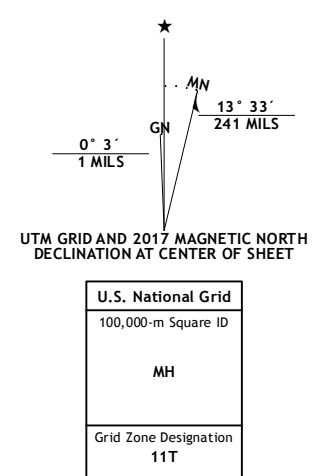 ★
MN
GN
13° 33´
241 MILS
0° 3´
1 MILS
UTM GRID AND 2017 MAGNETIC NORTH
DECLINATION AT CENTER OF SHEET
U.S. National Grid
100,000-m Square ID
MH
Grid Zone Designation
11T